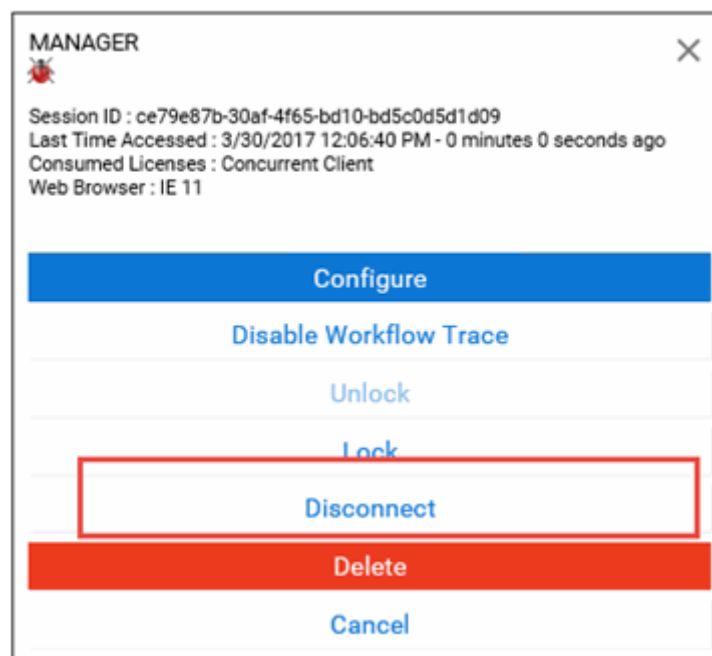 MANAGER
Session ID : ce79e87b-30af-4f65-bd10-bd5c0d5d1d09
Last Time Accessed : 3/30/2017 12:06:40 PM - 0 minutes 0 seconds ago
Consumed Licenses : Concurrent Client
Web Browser : IE 11
Configure
Disable Workflow Trace
Unlock
Lock
Disconnect
Delete
Cancel